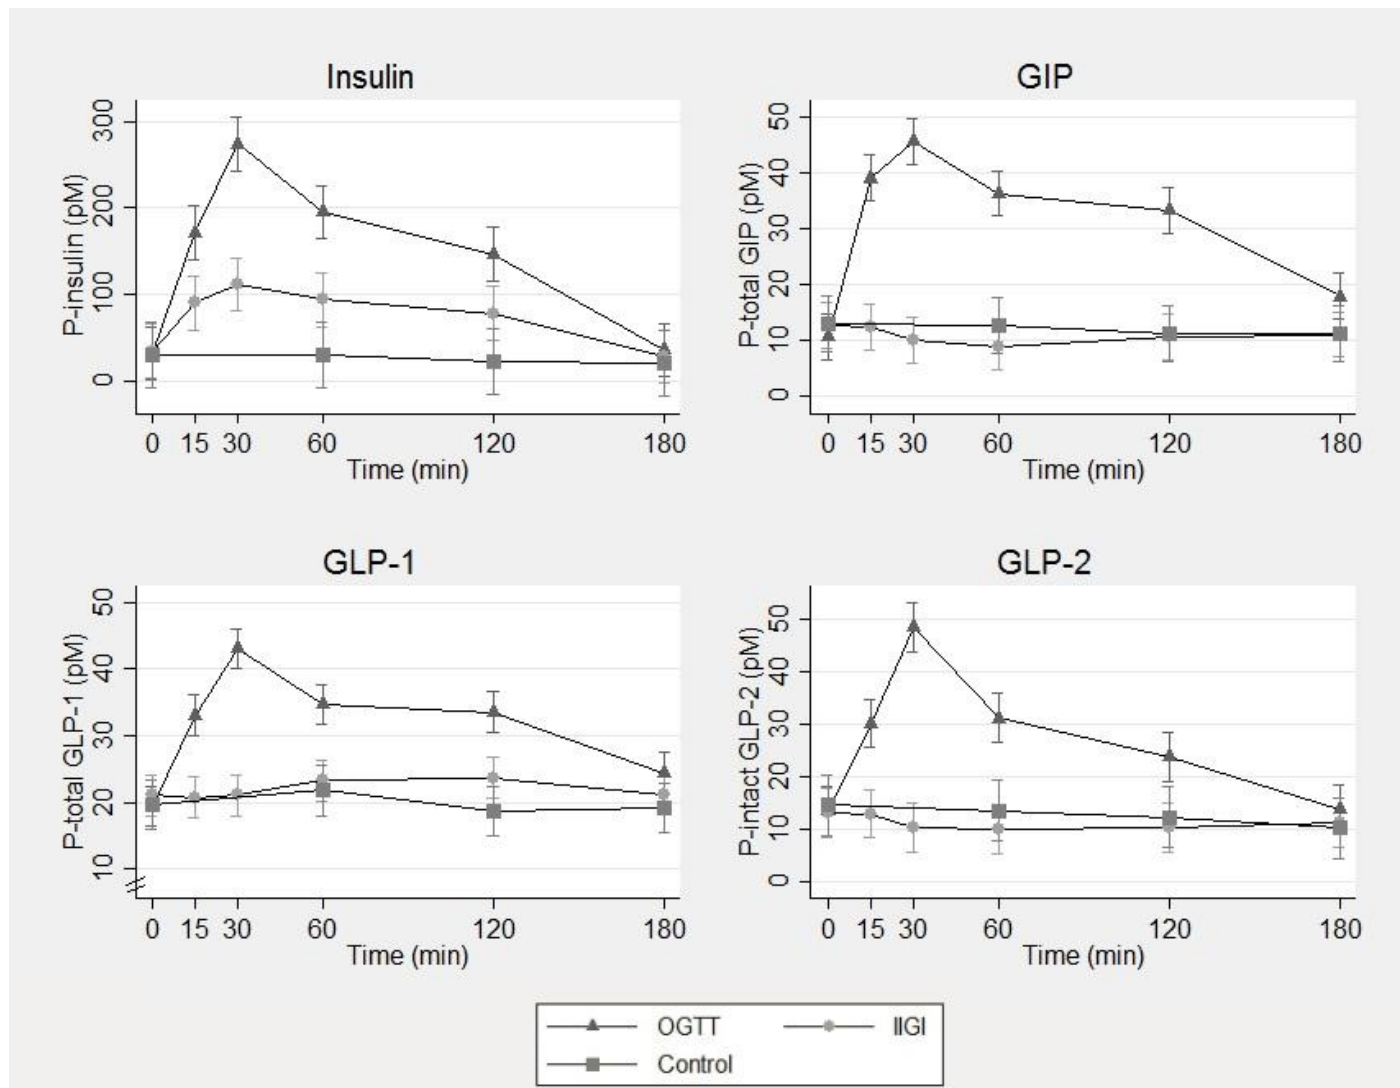 Insulin
P-insulin (pM)
300
200
100
0
0 15 30 60 120 180
Time (min)
GIP
P-total GIP (pM)
50
40
30
20
10
0
0 15 30 60 120 180
Time (min)
GLP-1
P-total GLP-1 (pM)
50
40
30
20
10
0 15 30 60 120 180
Time (min)
GLP-2
P-intact GLP-2 (pM)
50
40
30
20
10
0
0 15 30 60 120 180
Time (min)
OGTT
IIGI
Control